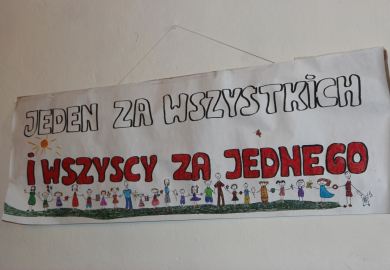 JEDEN ZA WSZYSTKICH
i WSZYSCY ZA JEDNEGO